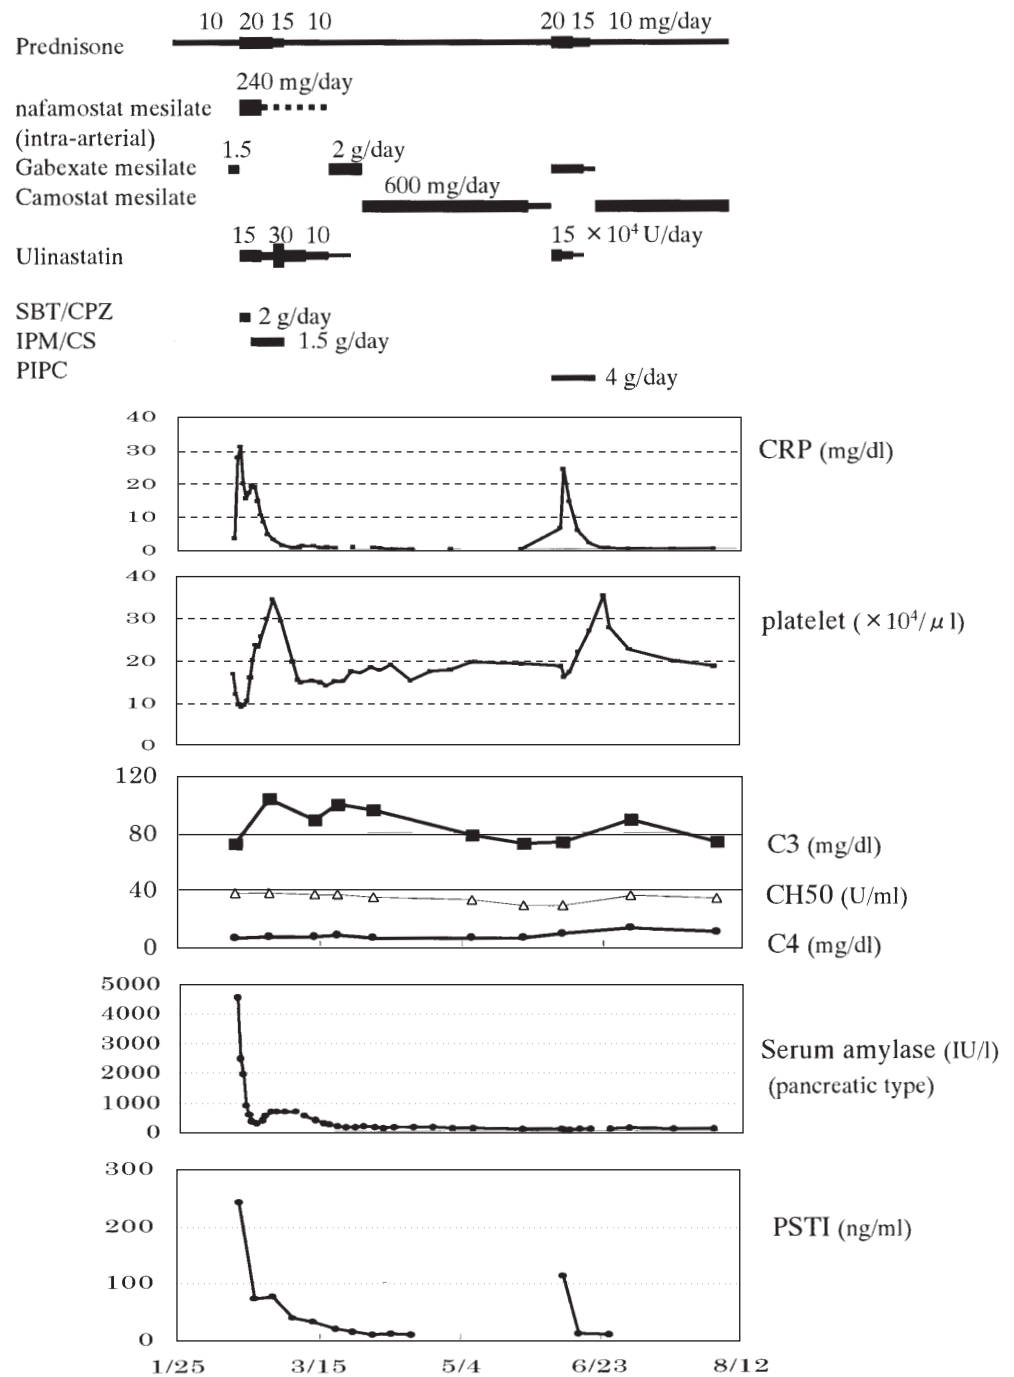 10 20 15 10 20 15 10 mg/day
Prednisone
240 mg/day
nafamostat mesilate
(intra-arterial)
1.5 2 g/day
Gabexate mesilate
Camostat mesilate
600 mg/day
15 30 10 15 ×10⁴ U/day
Ulinastatin
SBT/CPZ
2 g/day
IPM/CS
1.5 g/day
PIPC
4 g/day
40
30
20
10
0
CRP (mg/dl)
40
30
20
10
0
platelet (×10⁴/μl)
120
80
40
0
C3 (mg/dl)
CH50 (U/ml)
C4 (mg/dl)
5000
4000
3000
2000
1000
0
Serum amylase (IU/l)
(pancreatic type)
300
200
100
0
PSTI (ng/ml)
1/25 3/15 5/4 6/23 8/12